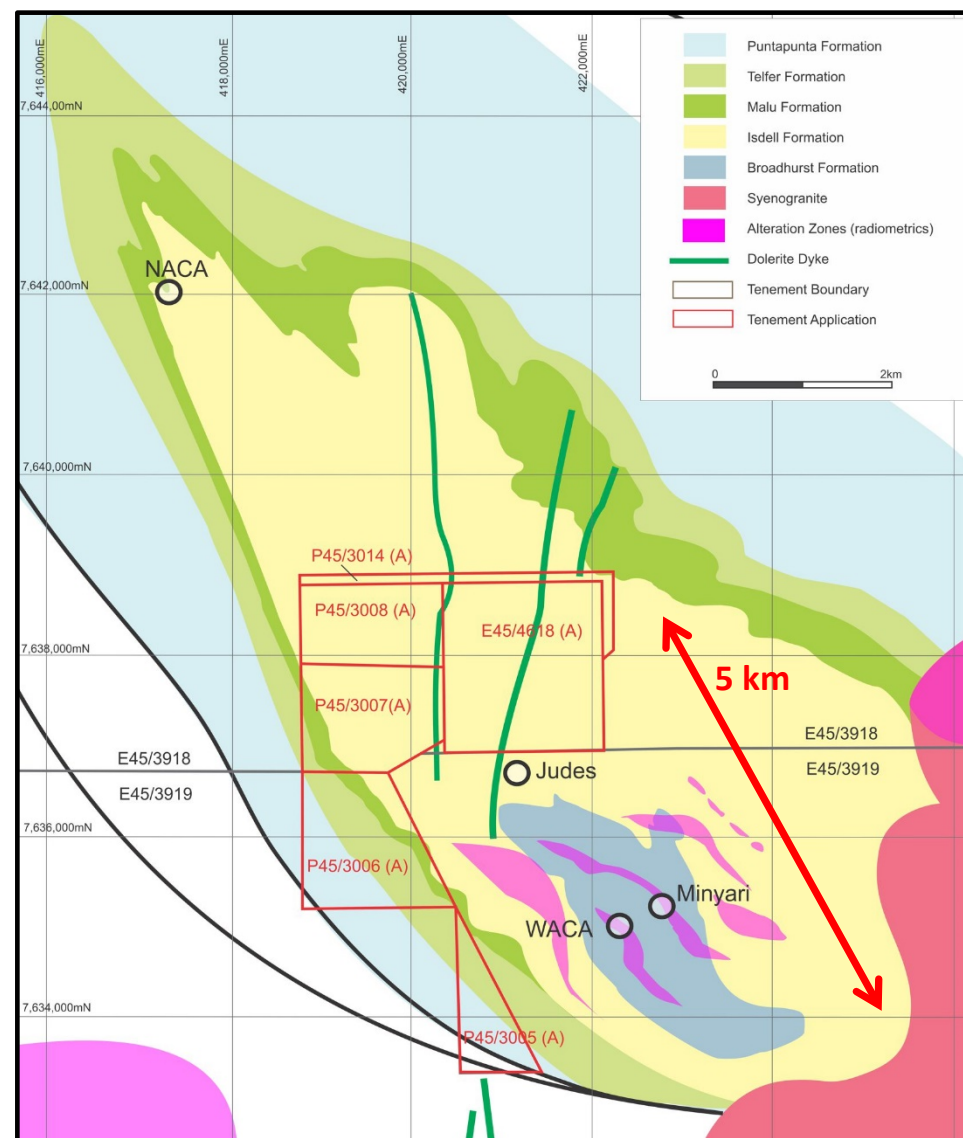 416,000mE
418,000mE
420,000mE
422,000mE
Puntapunta Formation
Telfer Formation
Malu Formation
Isdell Formation
Broadhurst Formation
Syenogranite
Alteration Zones (radiometrics)
Dolerite Dyke
Tenement Boundary
Tenement Application
0 2km
7,644,00mN
NACA
7,642,000mN
7,640,000mN
P45/3014 (A)
P45/3008 (A)
E45/4618 (A)
7,638,000mN
5 km
P45/3007(A)
E45/3918
E45/3918
E45/3919
E45/3919
Judes
7,636,000mN
P45/3006 (A)
Minyari
WACA
7,634,000mN
P45/3005 (A)